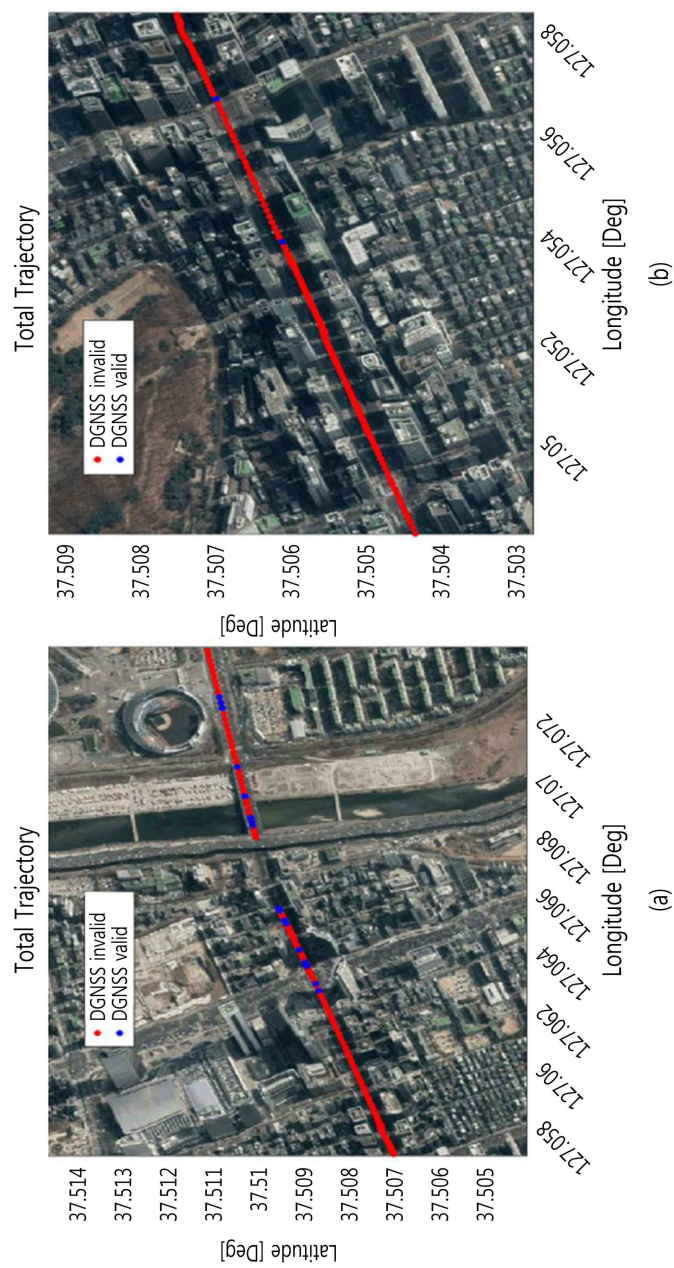 Total Trajectory
DGNSS invalid
DGNSS valid
Latitude [Deg]
37.514
37.513
37.512
37.511
37.51
37.509
37.508
37.507
37.506
37.505
127.058
127.06
127.062
127.064
127.066
127.068
127.07
127.072
Longitude [Deg]
(a)
Total Trajectory
DGNSS invalid
DGNSS valid
Latitude [Deg]
37.509
37.508
37.507
37.506
37.505
37.504
37.503
127.05
127.052
127.054
127.056
127.058
Longitude [Deg]
(b)